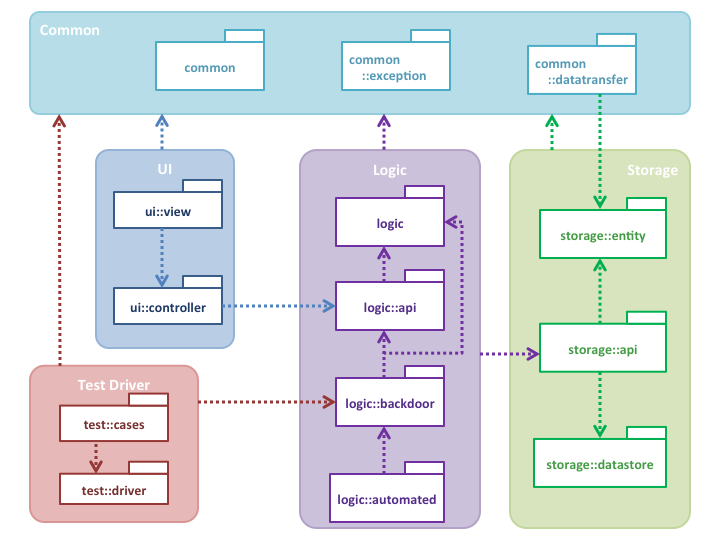 Common
common
common
::exception
common
::datatransfer
UI
ui::view
ui::controller
Logic
logic
logic::api
logic::backdoor
logic::automated
Storage
storage::entity
storage::api
storage::datastore
Test Driver
test::cases
test::driver